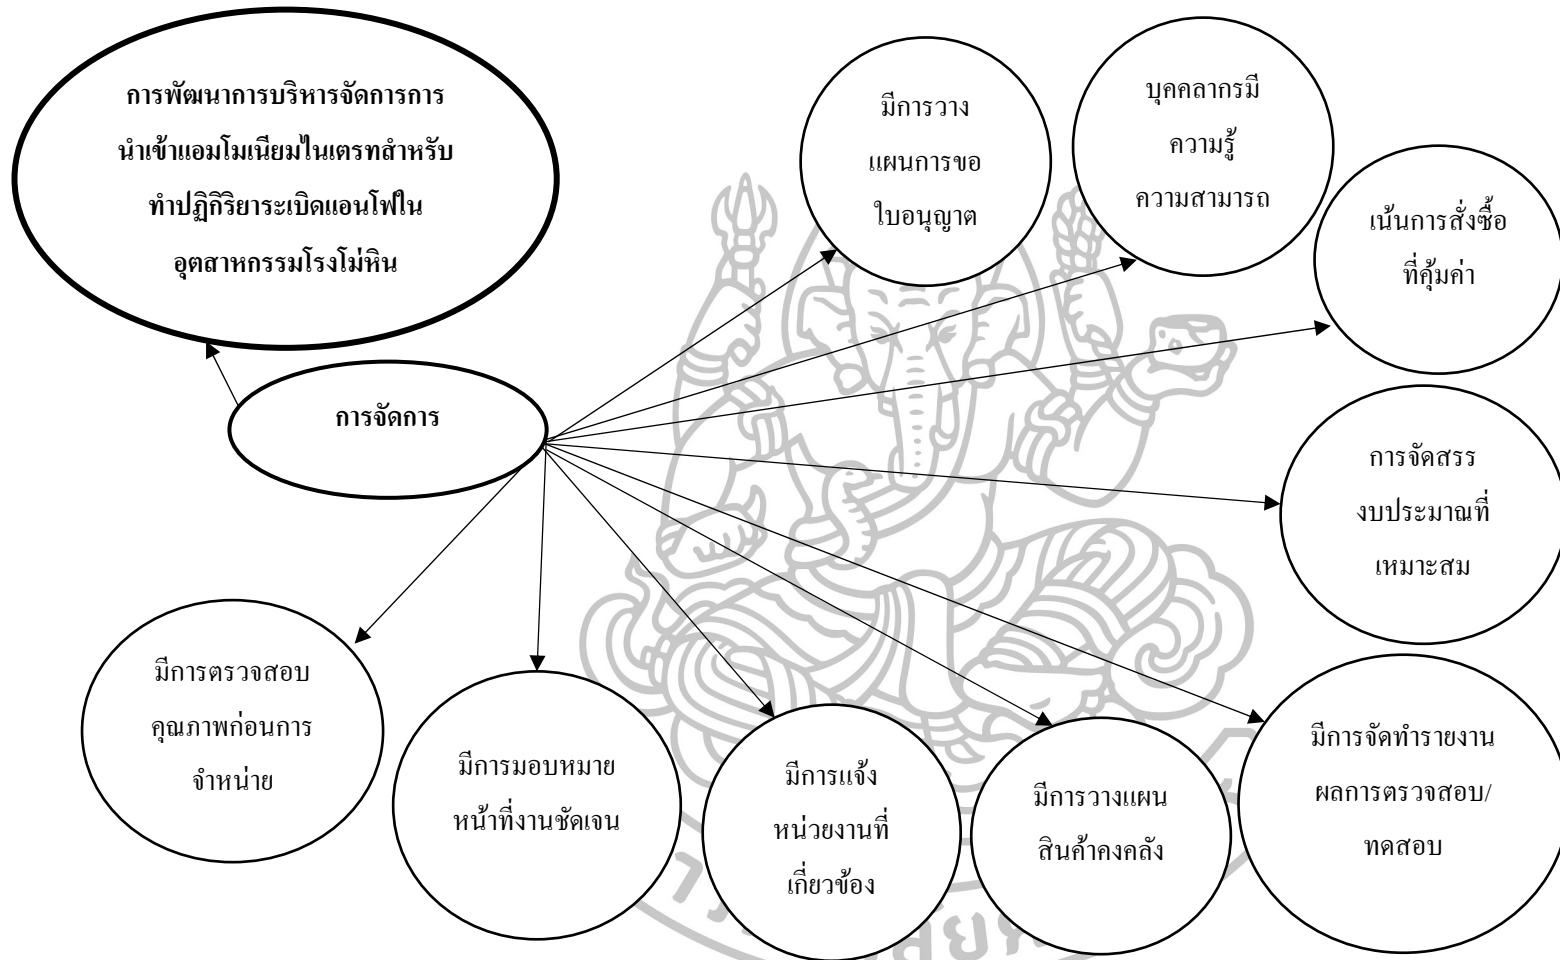 การพัฒนาการบริหารจัดการการ
นำเข้าแอมโมเนียมไนเตรทสำหรับ
ทำปฏิกิริยาระเบิดแอนโฟใน
อุตสาหกรรมโรงโม่หิน
การจัดการ
มีการวาง
แผนการขอ
ใบอนุญาต
บุคคลากรมี
ความรู้
ความสามารถ
เน้นการสั่งซื้อ
ที่คุ้มค่า
การจัดสรร
งบประมาณที่
เหมาะสม
มีการตรวจสอบ
คุณภาพก่อนการ
จำหน่าย
มีการมอบหมาย
หน้าที่งานชัดเจน
มีการแจ้ง
หน่วยงานที่
เกี่ยวข้อง
มีการวางแผน
สินค้าคงคลัง
มีการจัดทำรายงาน
ผลการตรวจสอบ/
ทดสอบ